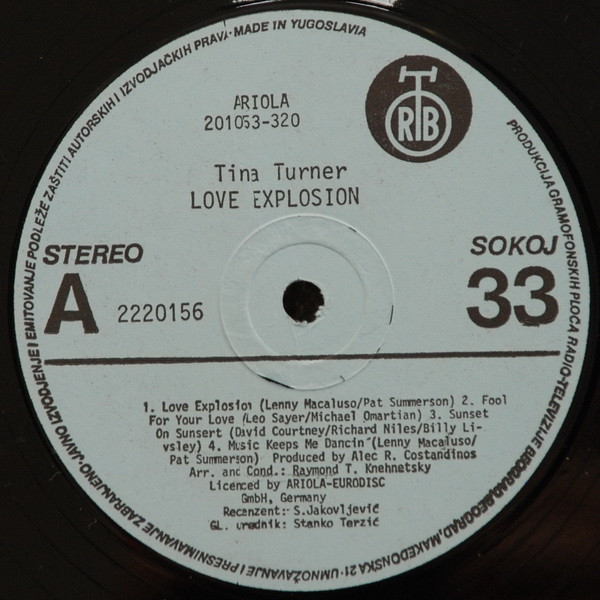 AUTORSKIH I IZVODJAČKIH PRAVA·MADE IN YUGOSLAVIA
PRODUKCIJA GRAMOFONSKIH PLOČA RADIO-TELEVIZIJE BEOGRAD, BEOGRAD, MAKEDONSKA 21·UMNOŽAVANJE I PRESNIMAVANJE ZABRANJENO·JAVNO IZVODJENJE I EMITOVANJE PODLEŽE ZAŠTITI
ARIOLA
201053-320
RTB
Tina Turner
LOVE EXPLOSION
STEREO
SOKOJ
A 2220156
33
1. Love Explosion (Lenny Macaluso/Pat Summerson) 2. Fool
For Your Love (Leo Sayer/Michael Omartian) 3. Sunset
On Sunsert (David Courtney/Richard Niles/Billy Li-
vsley) 4. Music Keeps Me Dancin´(Lenny Macaluso/
Pat Summerson) Produced by Alec R. Costandinos
Arr. and Cond.: Raymond T. Knehnetsky
Licenced by ARIOLA-EURODISC
GmbH, Germany
Recenzent:·S.Jakovljević
GL. urednik: Stanko Terzić